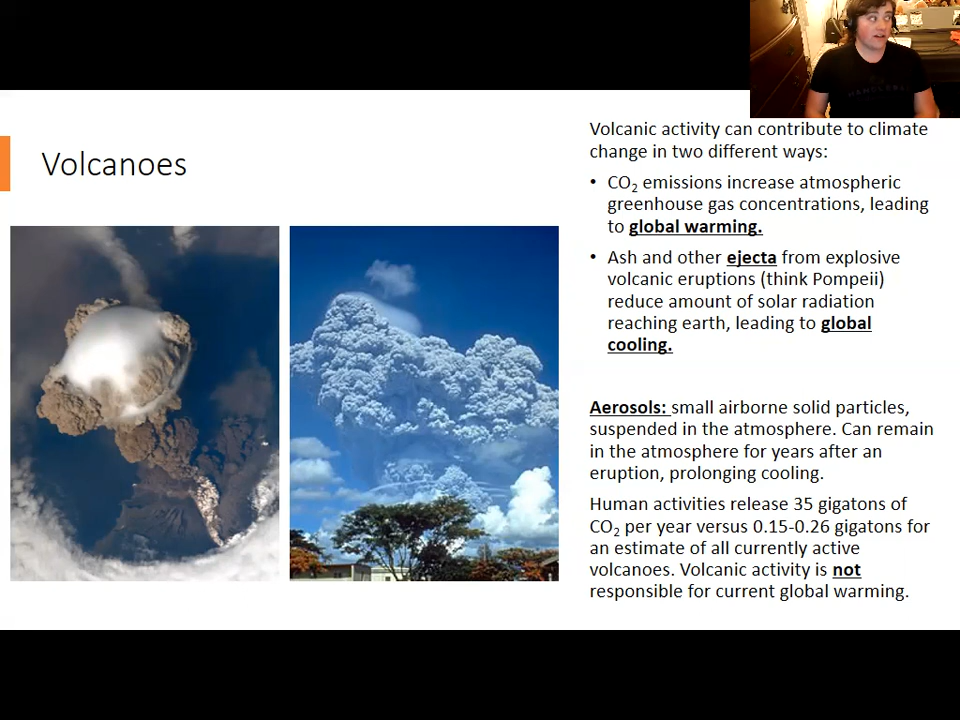 Volcanoes
Volcanic activity can contribute to climate
change in two different ways:
• CO₂ emissions increase atmospheric
greenhouse gas concentrations, leading
to global warming.
• Ash and other ejecta from explosive
volcanic eruptions (think Pompeii)
reduce amount of solar radiation
reaching earth, leading to global
cooling.
Aerosols: small airborne solid particles,
suspended in the atmosphere. Can remain
in the atmosphere for years after an
eruption, prolonging cooling.
Human activities release 35 gigatons of
CO₂ per year versus 0.15-0.26 gigatons for
an estimate of all currently active
volcanoes. Volcanic activity is not
responsible for current global warming.